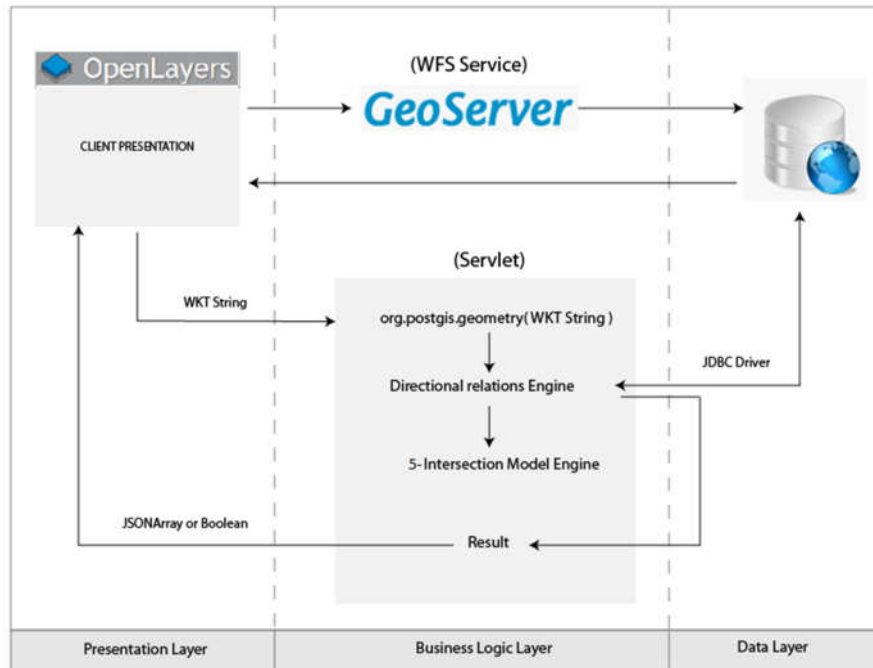 OpenLayers
(WFS Service)
GeoServer
CLIENT PRESENTATION
(Servlet)
WKT String
org.postgis.geometry( WKT String )
JDBC Driver
Directional relations Engine
5- Intersection Model Engine
JSONArray or Boolean
Result
Presentation Layer
Business Logic Layer
Data Layer